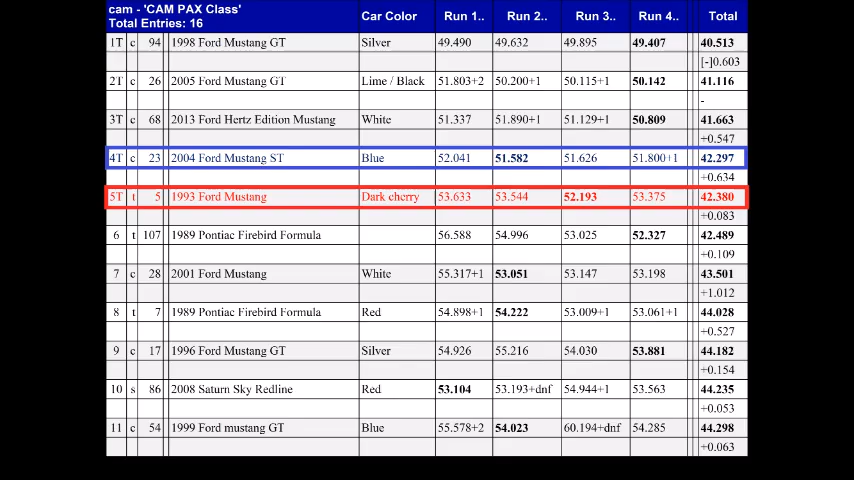 cam - 'CAM PAX Class'
Total Entries: 16
Car Color Run 1.. Run 2.. Run 3.. Run 4.. Total
1T c 94 1998 Ford Mustang GT Silver 49.490 49.632 49.895 49.407 40.513
[-]0.603
2T c 26 2005 Ford Mustang GT Lime / Black 51.803+2 50.200+1 50.115+1 50.142 41.116
-
3T c 68 2013 Ford Hertz Edition Mustang White 51.337 51.890+1 51.129+1 50.809 41.663
+0.547
4T c 23 2004 Ford Mustang ST Blue 52.041 51.582 51.626 51.800+1 42.297
+0.634
5T t 5 1993 Ford Mustang Dark cherry 53.633 53.544 52.193 53.375 42.380
+0.083
6 t 107 1989 Pontiac Firebird Formula 56.588 54.996 53.025 52.327 42.489
+0.109
7 c 28 2001 Ford Mustang White 55.317+1 53.051 53.147 53.198 43.501
+1.012
8 t 7 1989 Pontiac Firebird Formula Red 54.898+1 54.222 53.009+1 53.061+1 44.028
+0.527
9 c 17 1996 Ford Mustang GT Silver 54.926 55.216 54.030 53.881 44.182
+0.154
10 s 86 2008 Saturn Sky Redline Red 53.104 53.193+dnf 54.944+1 53.563 44.235
+0.053
11 c 54 1999 Ford mustang GT Blue 55.578+2 54.023 60.194+dnf 54.285 44.298
+0.063